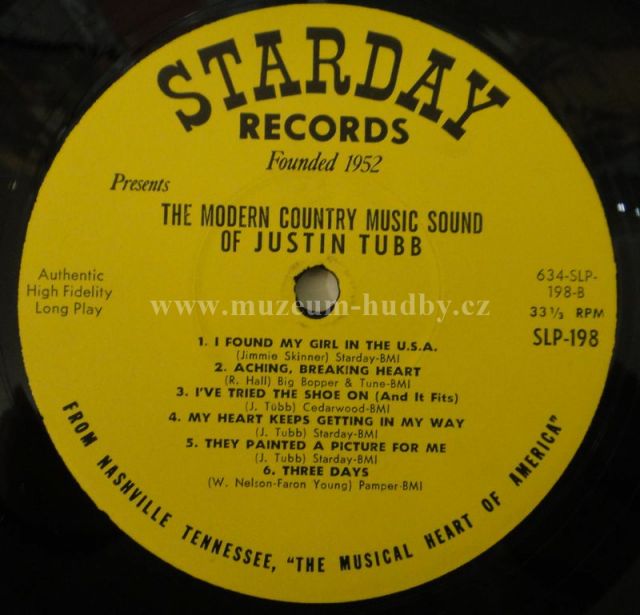 STARDAY
RECORDS
Founded 1952
Presents
THE MODERN COUNTRY MUSIC SOUND
OF JUSTIN TUBB
Authentic
High Fidelity
Long Play
634-SLP-
198-B
33 1/3 RPM
SLP-198
www.muzeum-hudby.cz
1. I FOUND MY GIRL IN THE U.S.A.
(Jimmie Skinner) Starday-BMI
2. ACHING, BREAKING HEART
(R. Hall) Big Bopper & Tune-BMI
3. I'VE TRIED THE SHOE ON (And It Fits)
(J. Tubb) Cedarwood-BMI
4. MY HEART KEEPS GETTING IN MY WAY
(J. Tubb) Starday-BMI
5. THEY PAINTED A PICTURE FOR ME
(J. Tubb) Starday-BMI
6. THREE DAYS
(W. Nelson-Faron Young) Pamper-BMI
FROM NASHVILLE TENNESSEE, "THE MUSICAL HEART OF AMERICA"